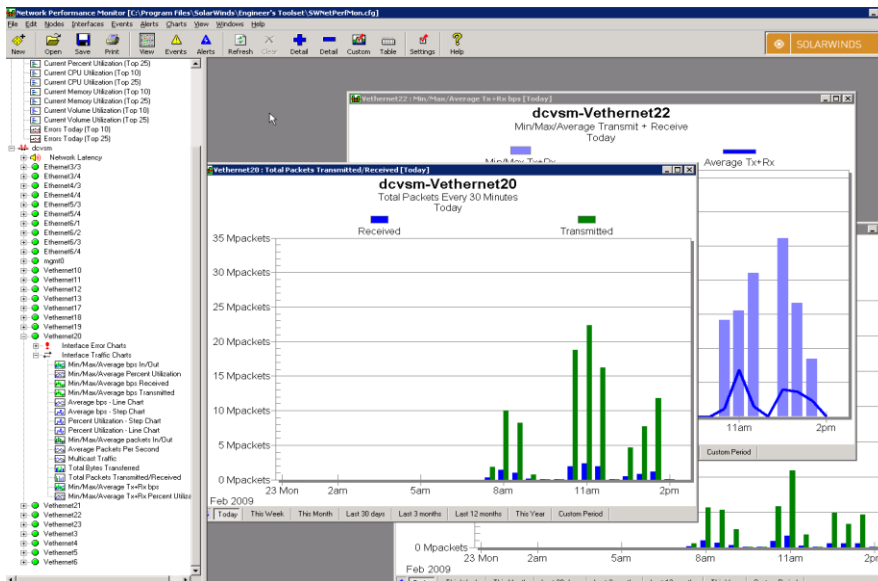 Network Performance Monitor [C:\Program Files\SolarWinds\Engineer's Toolset\SWNetPerfMon.cfg]
File Edit Nodes Interfaces Events Alerts Charts View Windows Help
New Open Save Print View Events Alerts Refresh Clear Detail Detail Custom Table Settings Help
SOLARWINDS
Current Percent Utilization (Top 25)
Current CPU Utilization (Top 10)
Current CPU Utilization (Top 25)
Current Memory Utilization (Top 10)
Current Memory Utilization (Top 25)
Current Volume Utilization (Top 10)
Current Volume Utilization (Top 25)
Errors Today (Top 10)
Errors Today (Top 25)
dcvsm
Network Latency
Ethernet3/3
Ethernet3/4
Ethernet4/3
Ethernet4/4
Ethernet5/3
Ethernet5/4
Ethernet6/1
Ethernet6/2
Ethernet6/3
Ethernet6/4
mgmt0
Vethernet10
Vethernet11
Vethernet12
Vethernet13
Vethernet17
Vethernet18
Vethernet19
Vethernet20
Interface Error Charts
Interface Traffic Charts
Min/Max/Average bps In/Out
Min/Max/Average Percent Utilization
Min/Max/Average bps Received
Min/Max/Average bps Transmitted
Average bps - Line Chart
Average bps - Step Chart
Percent Utilization - Step Chart
Percent Utilization - Line Chart
Min/Max/Average packets In/Out
Average Packets Per Second
Multicast Traffic
Total Bytes Transferred
Total Packets Transmitted/Received
Min/Max/Average Tx+Rx bps
Min/Max/Average Tx+Rx Percent Utiliza
Vethernet21
Vethernet22
Vethernet23
Vethernet3
Vethernet4
Vethernet5
Vethernet6
Vethernet22 : Min/Max/Average Tx+Rx bps [Today]
dcvsm-Vethernet22
Min/Max/Average Transmit + Receive
Today
Min/Max Tx+Rx Average Tx+Rx
11am 2pm
Custom Period
Vethernet20 : Total Packets Transmitted/Received [Today]
dcvsm-Vethernet20
Total Packets Every 30 Minutes
Today
Received Transmitted
35 Mpackets
30 Mpackets
25 Mpackets
20 Mpackets
15 Mpackets
10 Mpackets
5 Mpackets
0 Mpackets
23 Mon 2am 5am 8am 11am 2pm
Feb 2009
Today This Week This Month Last 30 days Last 3 months Last 12 months This Year Custom Period
0 Mpackets
23 Mon 2am 5am 8am 11am 2pm
Feb 2009